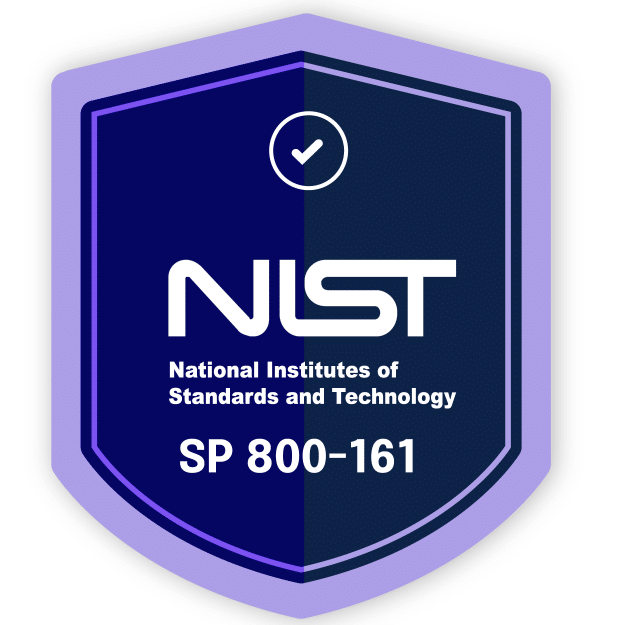 NIST
National Institutes of
Standards and Technology
SP 800-161